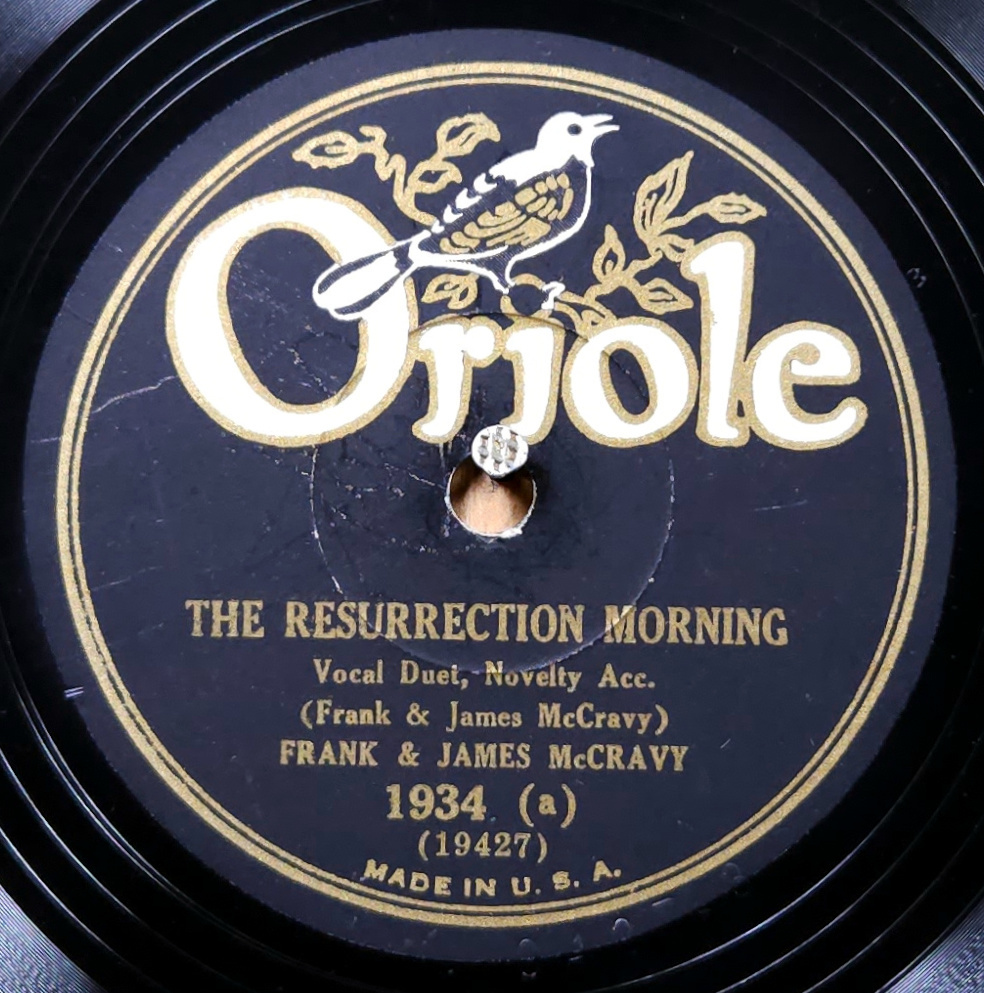 Oriole
THE RESURRECTION MORNING
Vocal Duet, Novelty Acc.
(Frank & James McCravy)
FRANK & JAMES McCRAVY
1934 (a)
(19427)
MADE IN U. S. A.